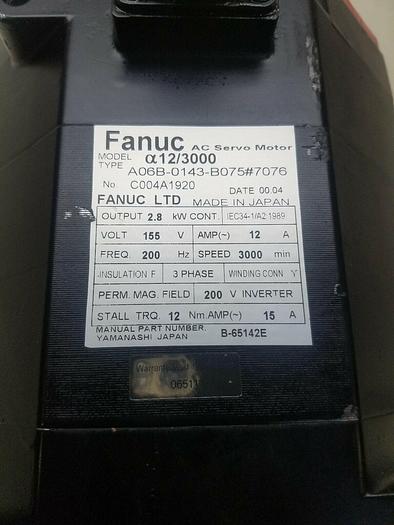 Fanuc AC Servo Motor
MODEL α12/3000
TYPE A06B-0143-B075#7076
No. C004A1920 DATE 00.04
FANUC LTD MADE IN JAPAN
OUTPUT 2.8 kW CONT. IEC34-1/A2:1989
VOLT 155 V AMP(~) 12 A
FREQ. 200 Hz SPEED 3000 min
INSULATION F 3 PHASE WINDING CONN Y
PERM. MAG. FIELD 200 V INVERTER
STALL TRQ. 12 Nm.AMP(~) 15 A
MANUAL PART NUMBER. B-65142E
YAMANASHI JAPAN
Warranty
06511